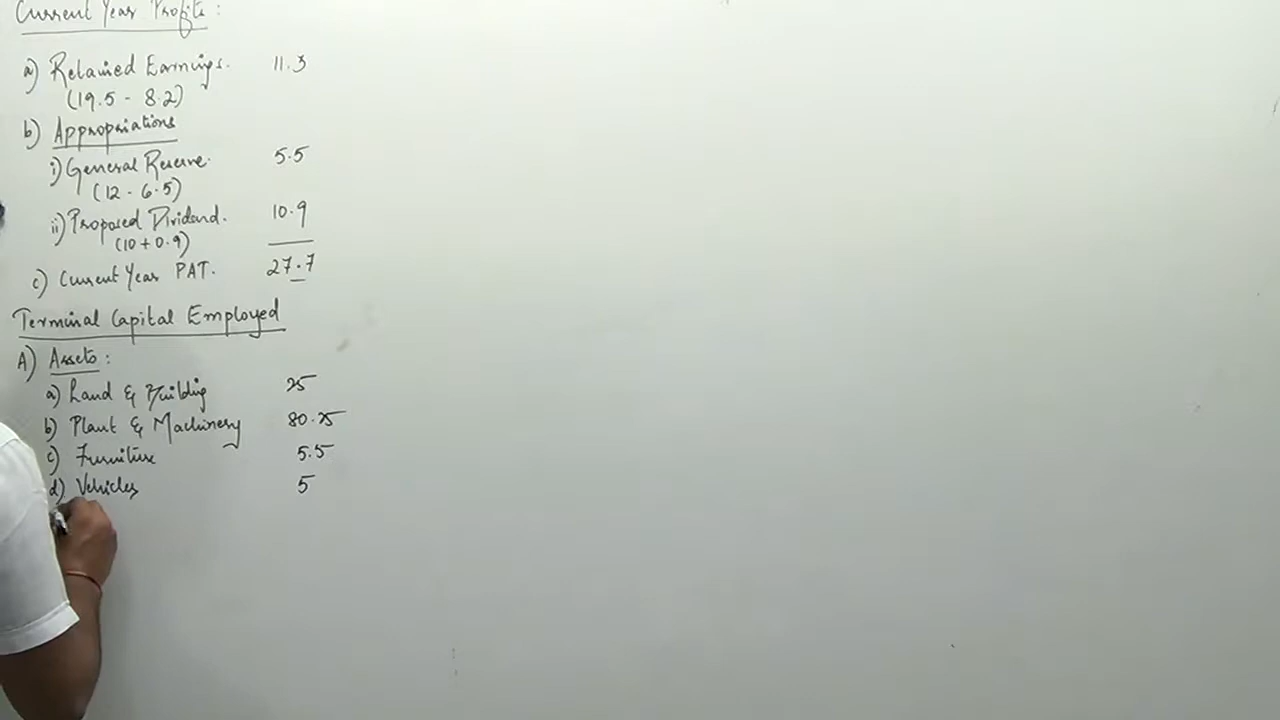 Current Year Profits :
a) Retained Earnings. 11.3
(19.5 - 8.2)
b) Appropriations
i) General Reserve. 5.5
(12 - 6.5)
ii) Proposed Dividend. 10.9
(10 + 0.9)
c) Current Year PAT. 27.7
Terminal Capital Employed
A) Assets :
a) Land & Building 25
b) Plant & Machinery 80.25
c) Furniture 5.5
d) Vehicles 5